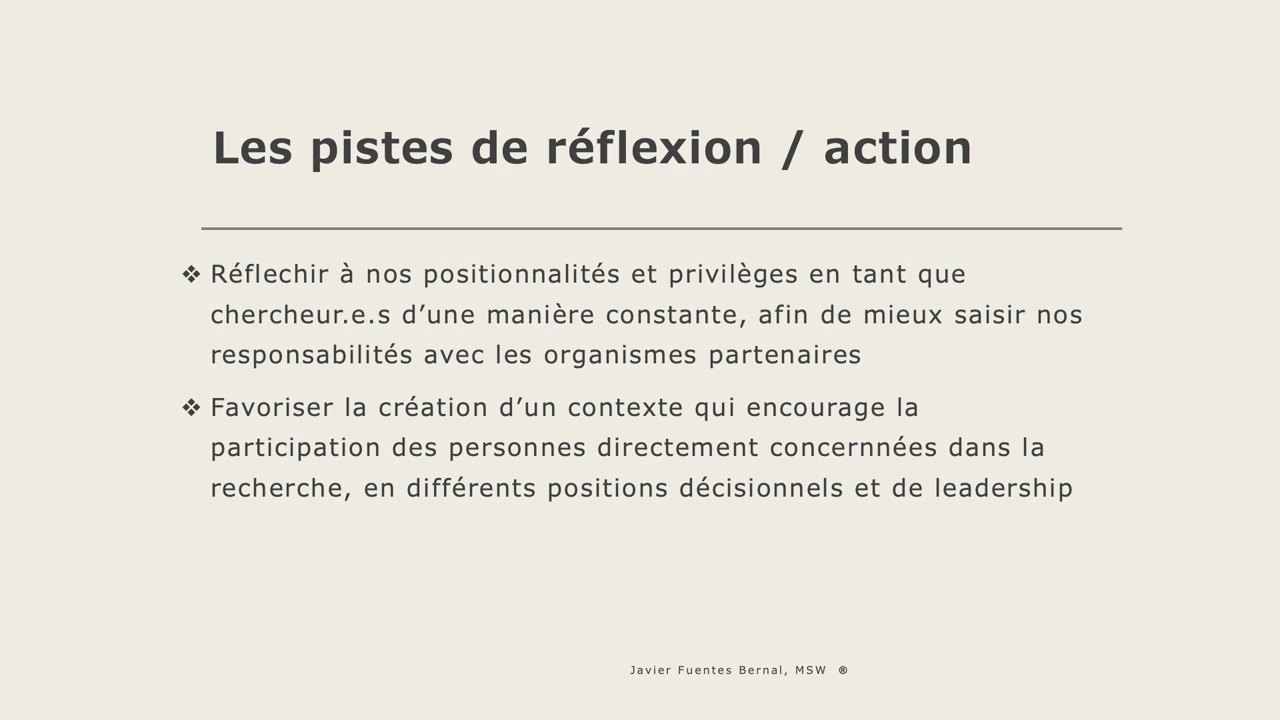 Les pistes de réflexion / action
❖ Réflechir à nos positionnalités et privilèges en tant que
chercheur.e.s d’une manière constante, afin de mieux saisir nos
responsabilités avec les organismes partenaires
❖ Favoriser la création d’un contexte qui encourage la
participation des personnes directement concernnées dans la
recherche, en différents positions décisionnels et de leadership
Javier Fuentes Bernal, MSW ®